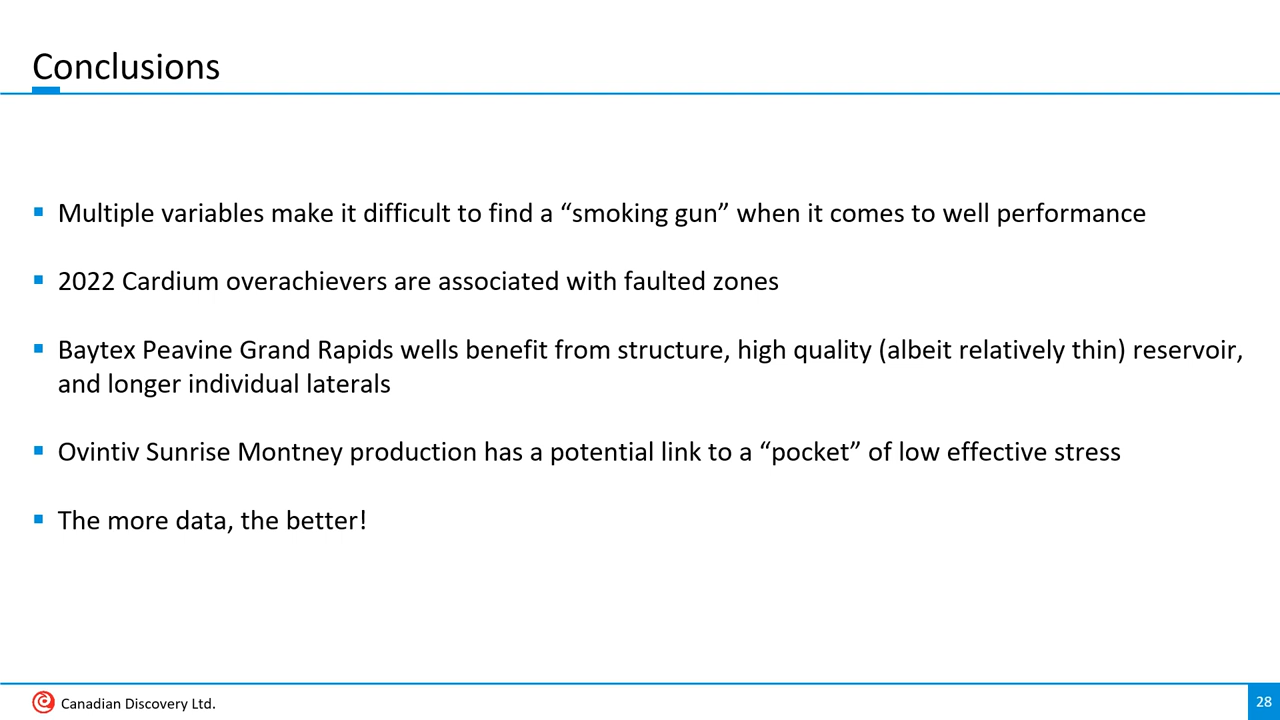 Conclusions
Multiple variables make it difficult to find a “smoking gun” when it comes to well performance
2022 Cardium overachievers are associated with faulted zones
Baytex Peavine Grand Rapids wells benefit from structure, high quality (albeit relatively thin) reservoir,
and longer individual laterals
Ovintiv Sunrise Montney production has a potential link to a “pocket” of low effective stress
The more data, the better!
Canadian Discovery Ltd.
28